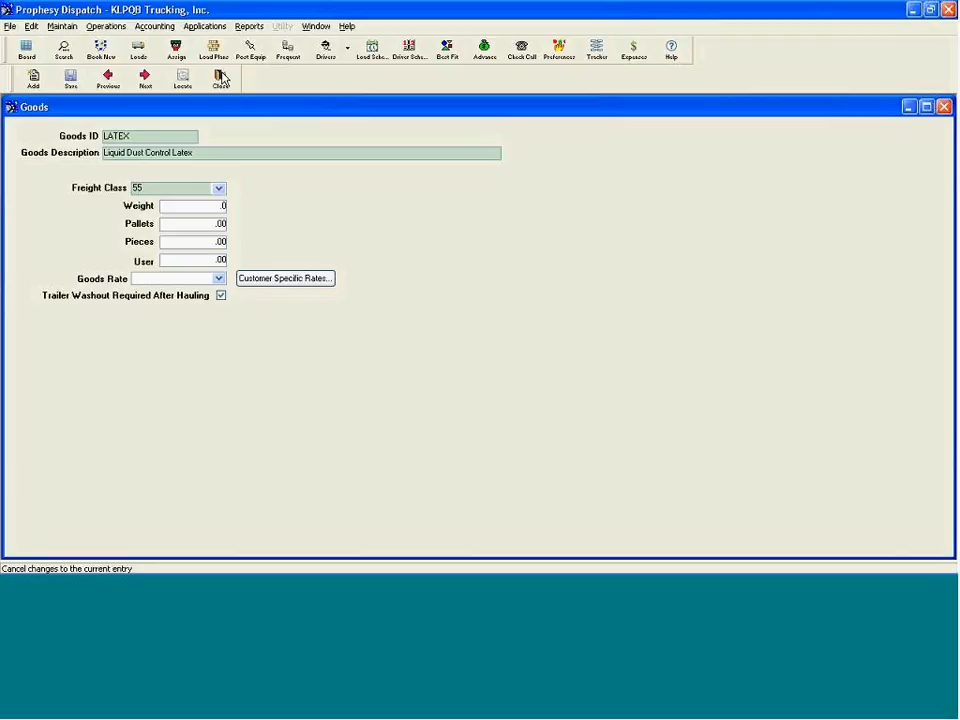 Prophesy Dispatch - KLPQB Trucking, Inc.
File Edit Maintain Operations Accounting Applications Reports Utility Window Help
Board Search Book New Loads Assign Load Plans Post Equip Frequent Drivers Load Sche... Driver Sche... Best Fit Advance Check Call Preferences Tracker Expenses Help
Add Save Previous Next Locate Close
Goods
Goods ID LATEX
Goods Description Liquid Dust Control Latex
Freight Class 55
Weight .0
Pallets .00
Pieces .00
User .00
Goods Rate Customer Specific Rates...
Trailer Washout Required After Hauling
Cancel changes to the current entry